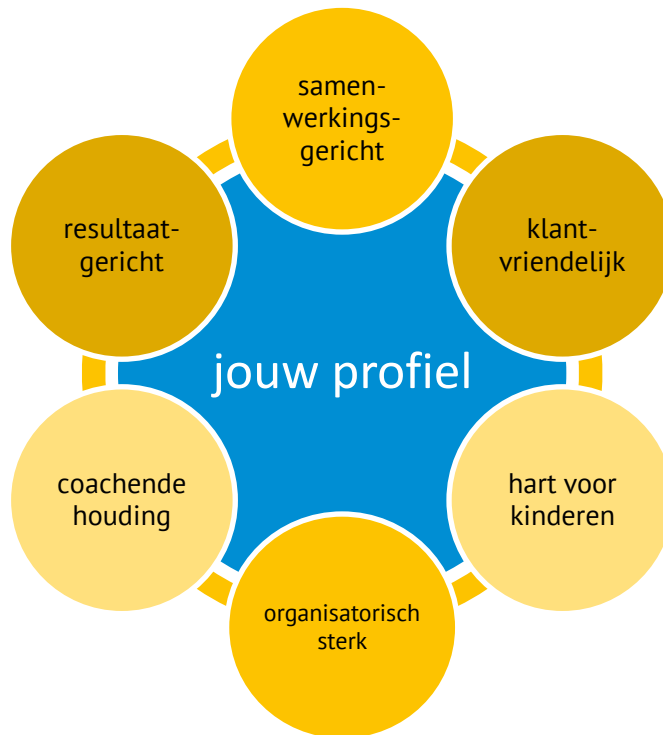 samen-
werkings-
gericht
resultaat-
gericht
klant-
vriendelijk
jouw profiel
coachende
houding
hart voor
kinderen
organisatorisch
sterk